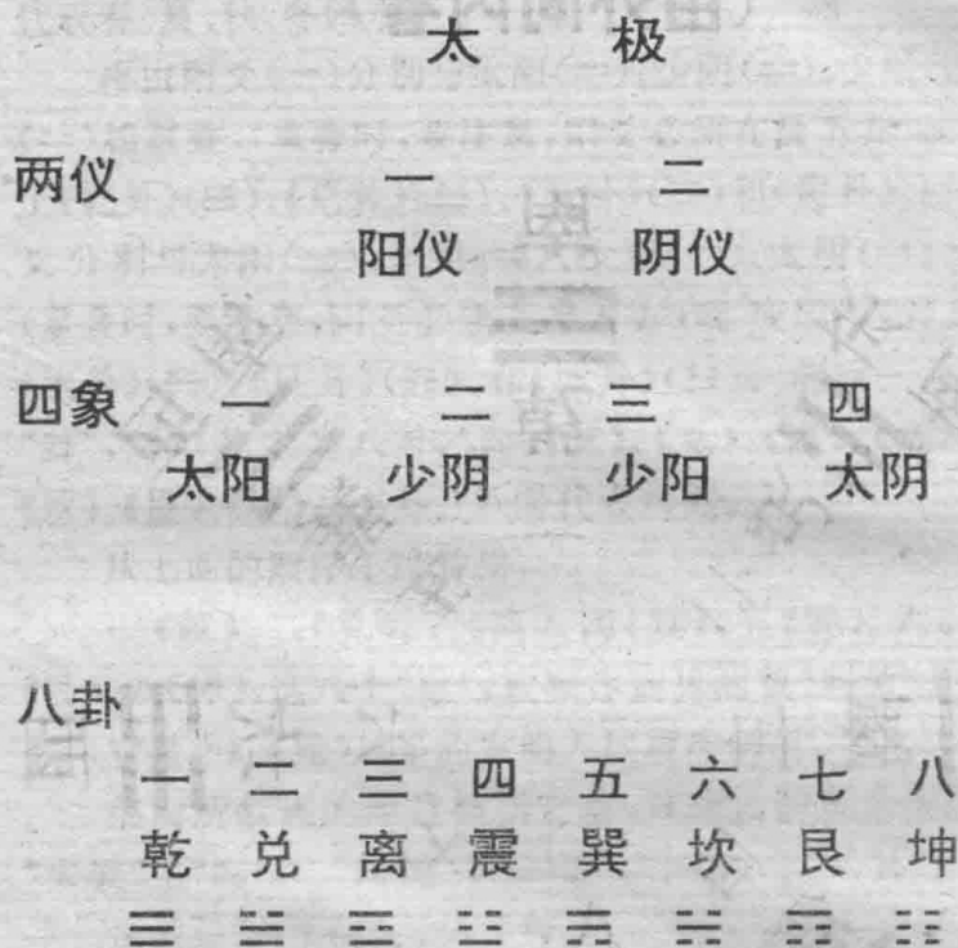 太 极
两仪 一 二
阳仪 阴仪
四象 一 二 三 四
太阳 少阴 少阳 太阴
八卦
一 二 三 四 五 六 七 八
乾 兑 离 震 巽 坎 艮 坤
☰ ☱ ☲ ☳ ☴ ☵ ☶ ☷